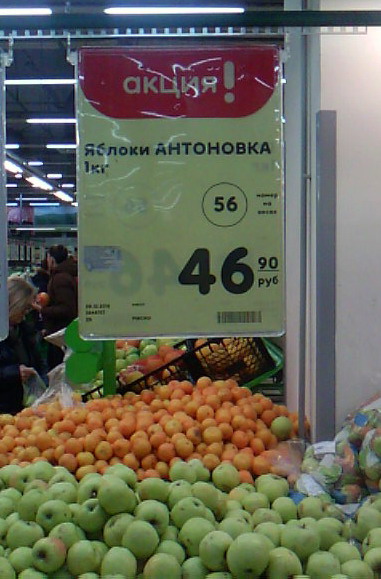 акция!
Яблоки АНТОНОВКА
1кг
56
номер
на
весах
46 90
руб